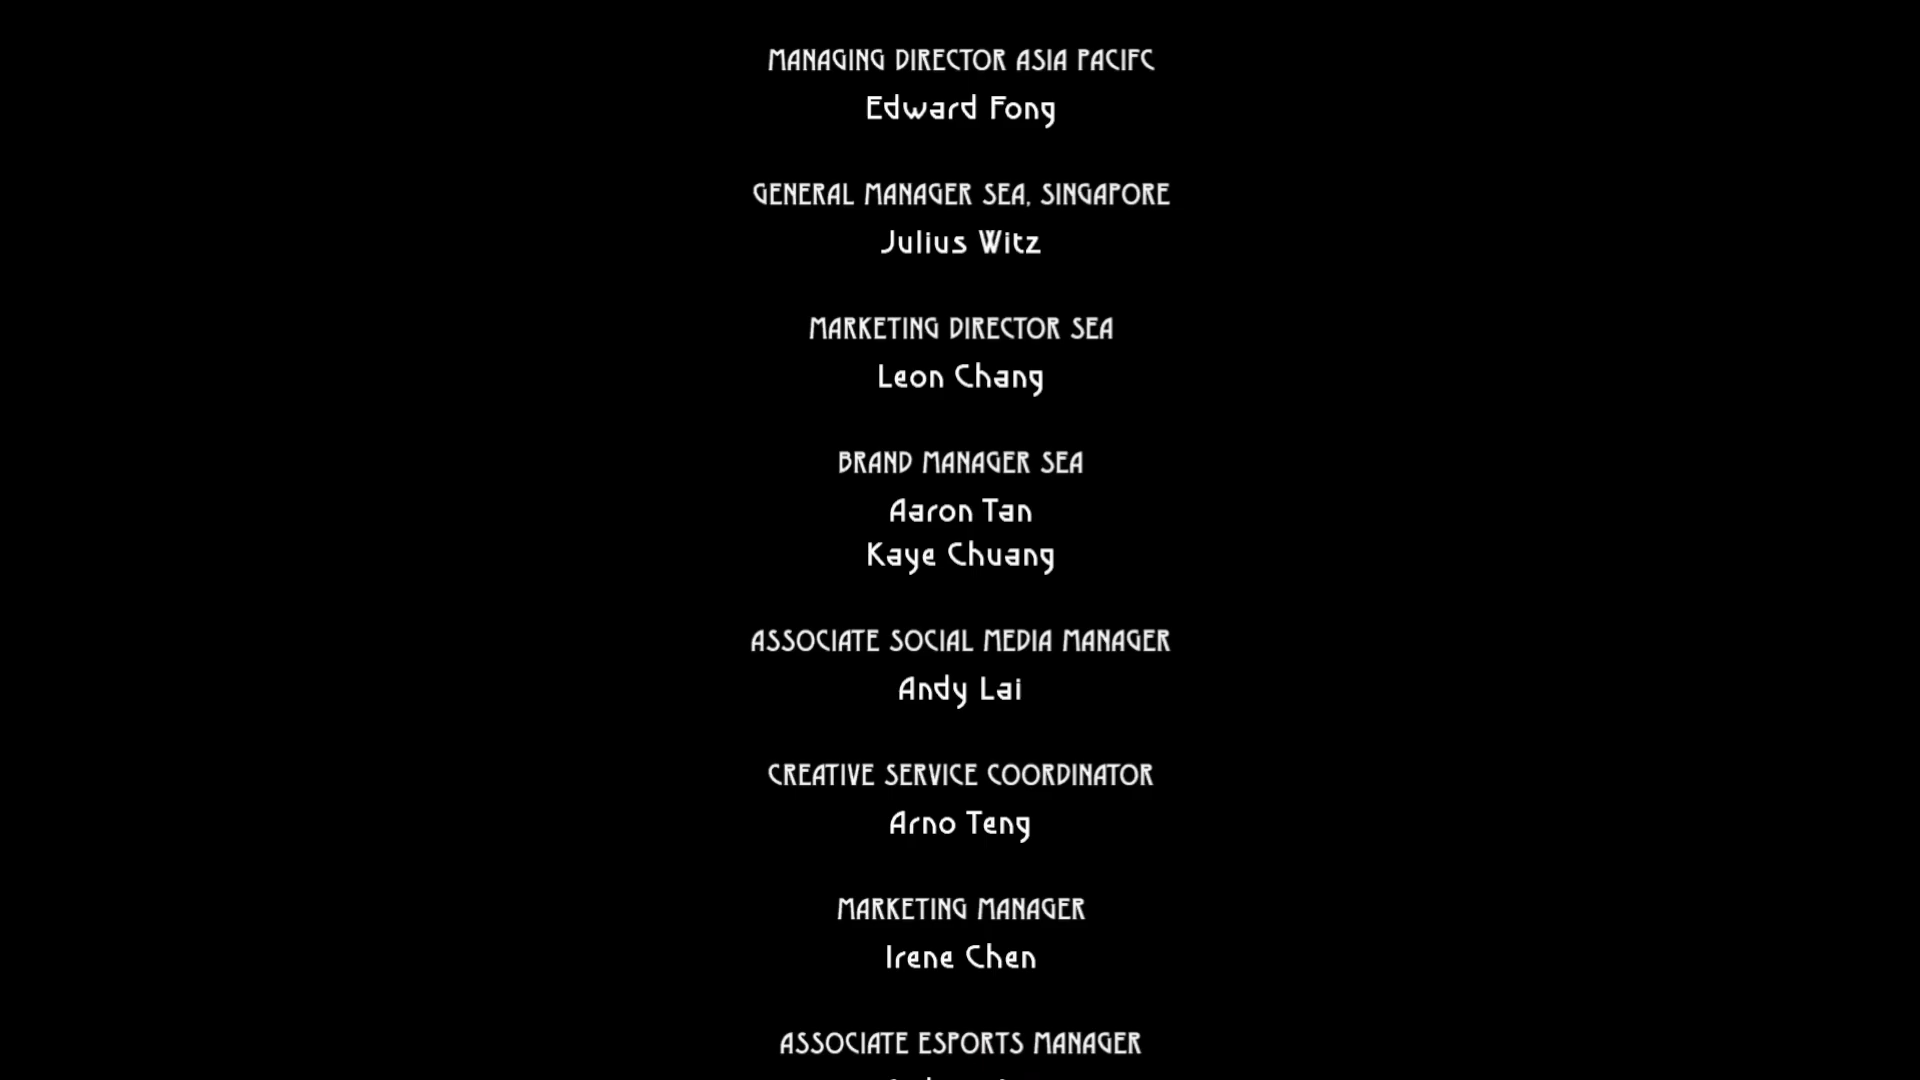 MANAGING DIRECTOR ASIA PACIFC
Edward Fong
GENERAL MANAGER SEA, SINGAPORE
Julius Witz
MARKETING DIRECTOR SEA
Leon Chang
BRAND MANAGER SEA
Aaron Tan
Kaye Chuang
ASSOCIATE SOCIAL MEDIA MANAGER
Andy Lai
CREATIVE SERVICE COORDINATOR
Arno Teng
MARKETING MANAGER
Irene Chen
ASSOCIATE ESPORTS MANAGER